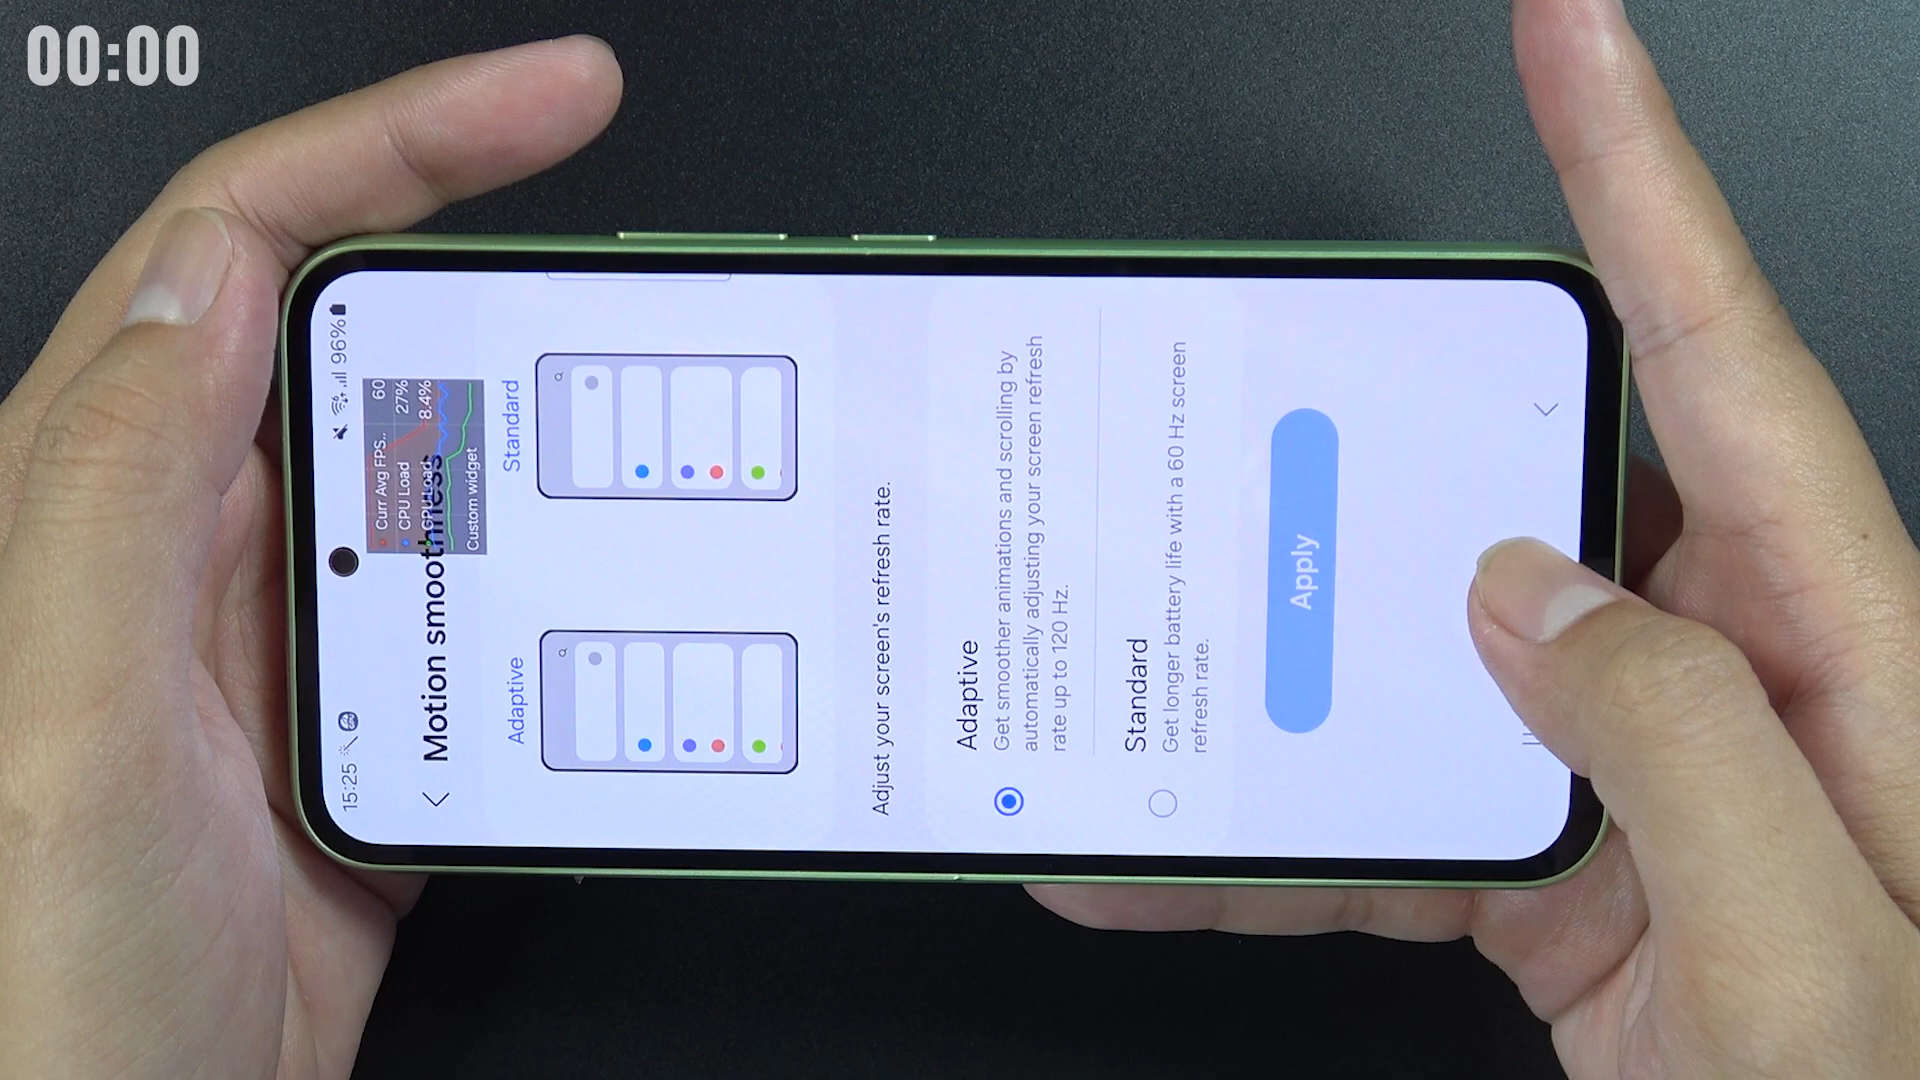 00:00
15:25
96%
Curr Avg FPS.. 60
CPU Load 27%
GPU Load 8.4%
Custom widget
Motion smoothness
Adaptive
Standard
Adjust your screen's refresh rate.
Adaptive
Get smoother animations and scrolling by
automatically adjusting your screen refresh
rate up to 120 Hz.
Standard
Get longer battery life with a 60 Hz screen
refresh rate.
Apply